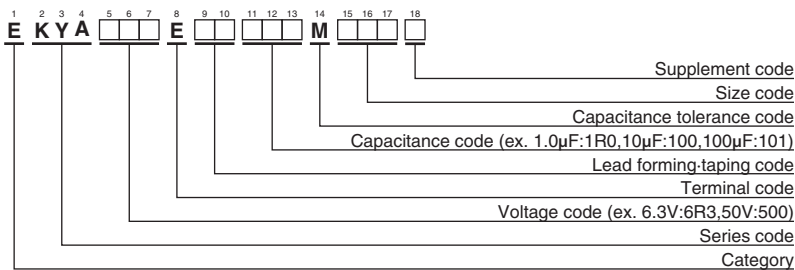 1 2 3 4 5 6 7 8 9 10 11 12 13 14 15 16 17 18
E K Y A E M
Supplement code
Size code
Capacitance tolerance code
Capacitance code (ex. 1.0μF:1R0,10μF:100,100μF:101)
Lead forming·taping code
Terminal code
Voltage code (ex. 6.3V:6R3,50V:500)
Series code
Category